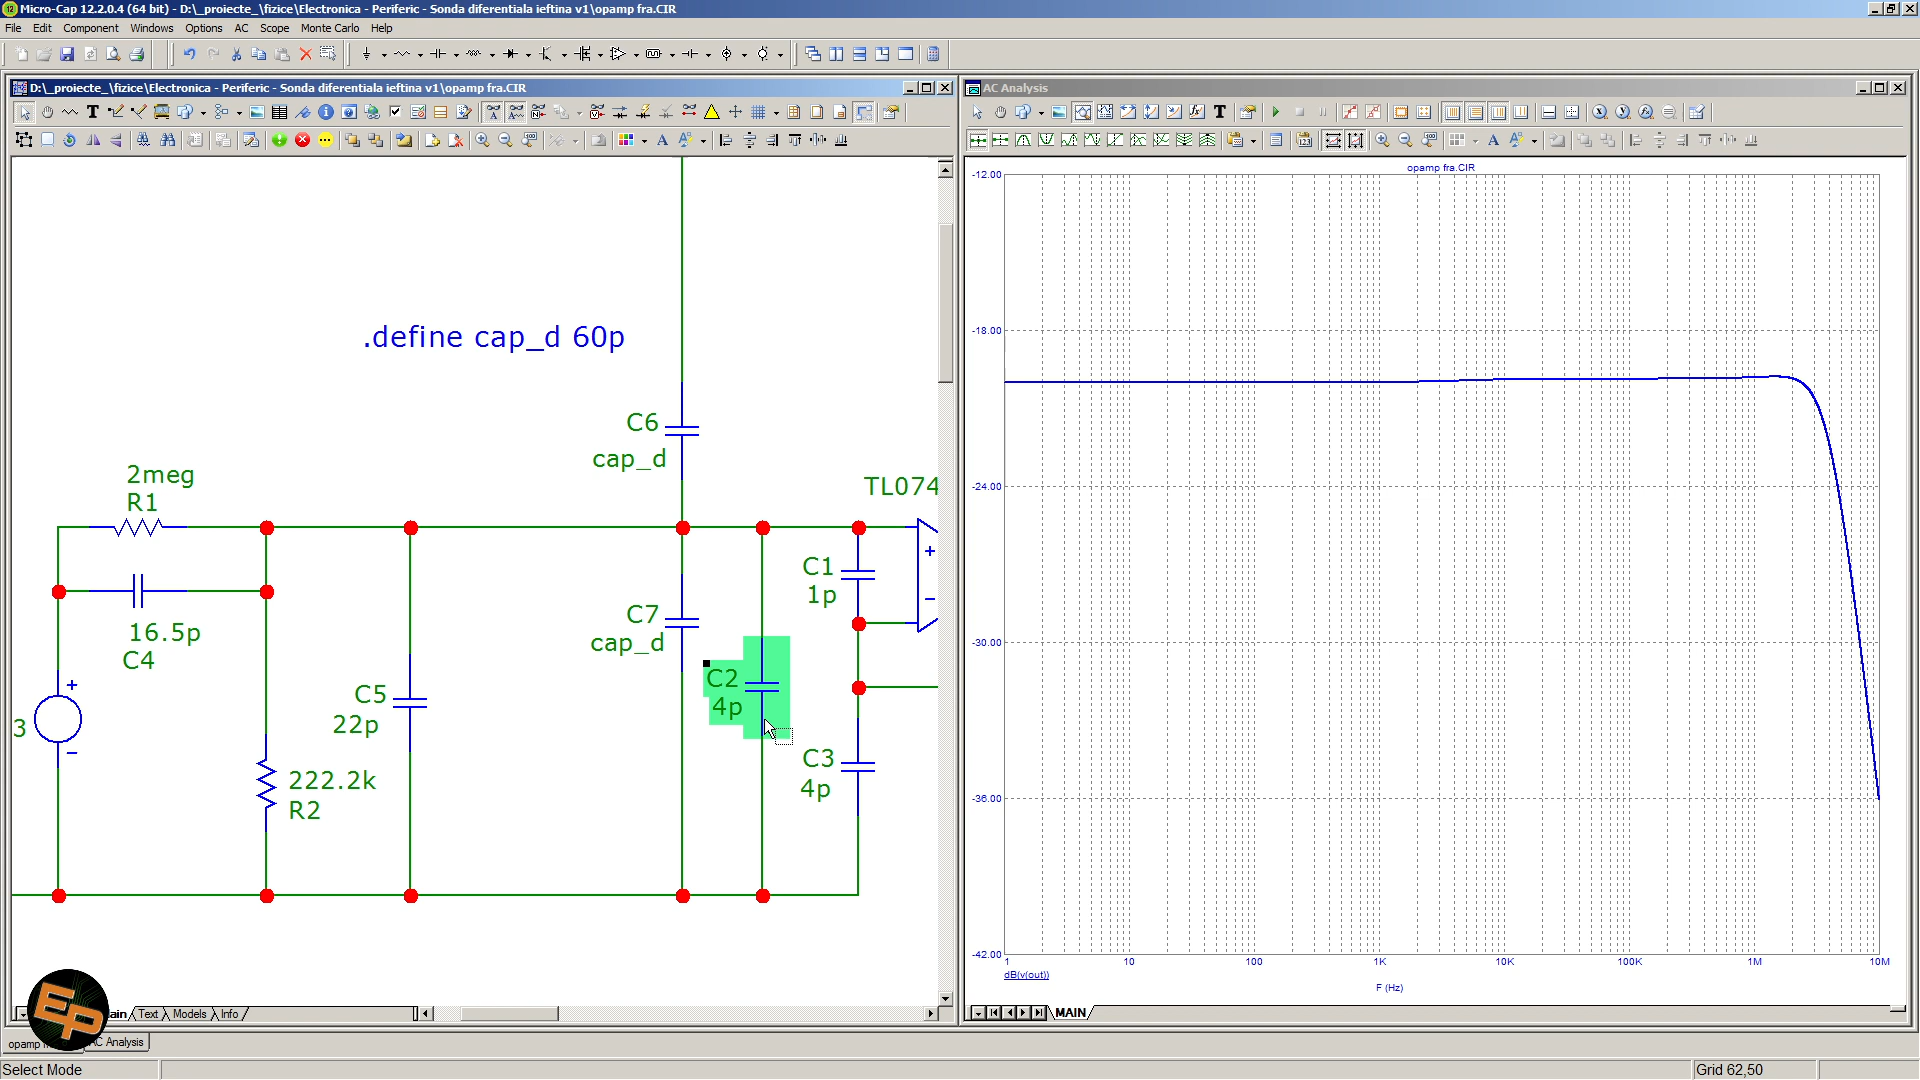 Micro-Cap 12.2.0.4 (64 bit) - D:\_proiecte_\fizice\Electronica - Periferic - Sonda diferentiala ieftina v1\opamp fra.CIR
File Edit Component Windows Options AC Scope Monte Carlo Help
D:\_proiecte_\fizice\Electronica - Periferic - Sonda diferentiala ieftina v1\opamp fra.CIR
.define cap_d 60p
C6
cap_d
2meg
R1
TL074
C1
1p
+
−
C7
cap_d
16.5p
C4
C2
4p
+
3
−
C5
22p
C3
4p
222.2k
R2
EP
ain Text Models Info
opamp
AC Analysis
Select Mode
Grid 62,50
AC Analysis
opamp fra.CIR
-12.00
-18.00
-24.00
-30.00
-36.00
-42.00
1 10 100 1K 10K 100K 1M 10M
dB(v(out))
F (Hz)
MAIN